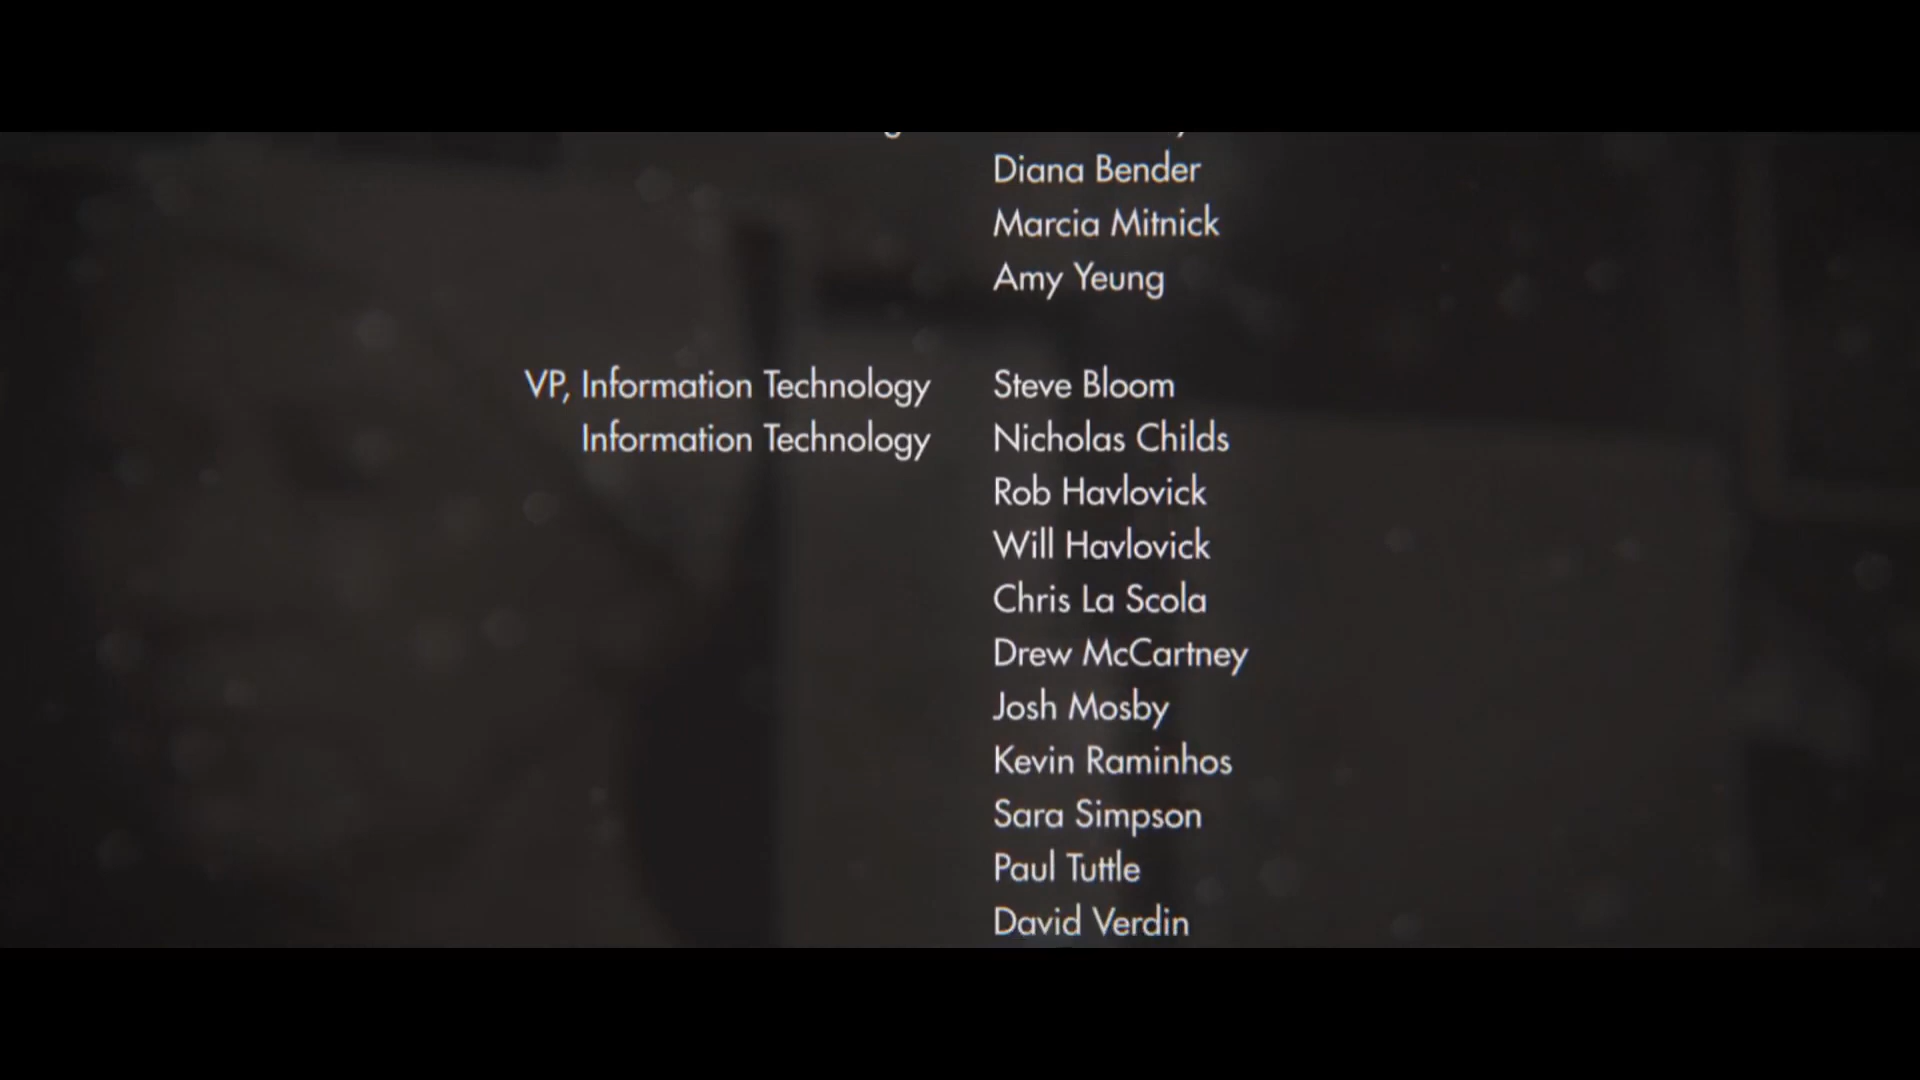 Diana Bender
Marcia Mitnick
Amy Yeung
VP, Information Technology Steve Bloom
Information Technology Nicholas Childs
Rob Havlovick
Will Havlovick
Chris La Scola
Drew McCartney
Josh Mosby
Kevin Raminhos
Sara Simpson
Paul Tuttle
David Verdin